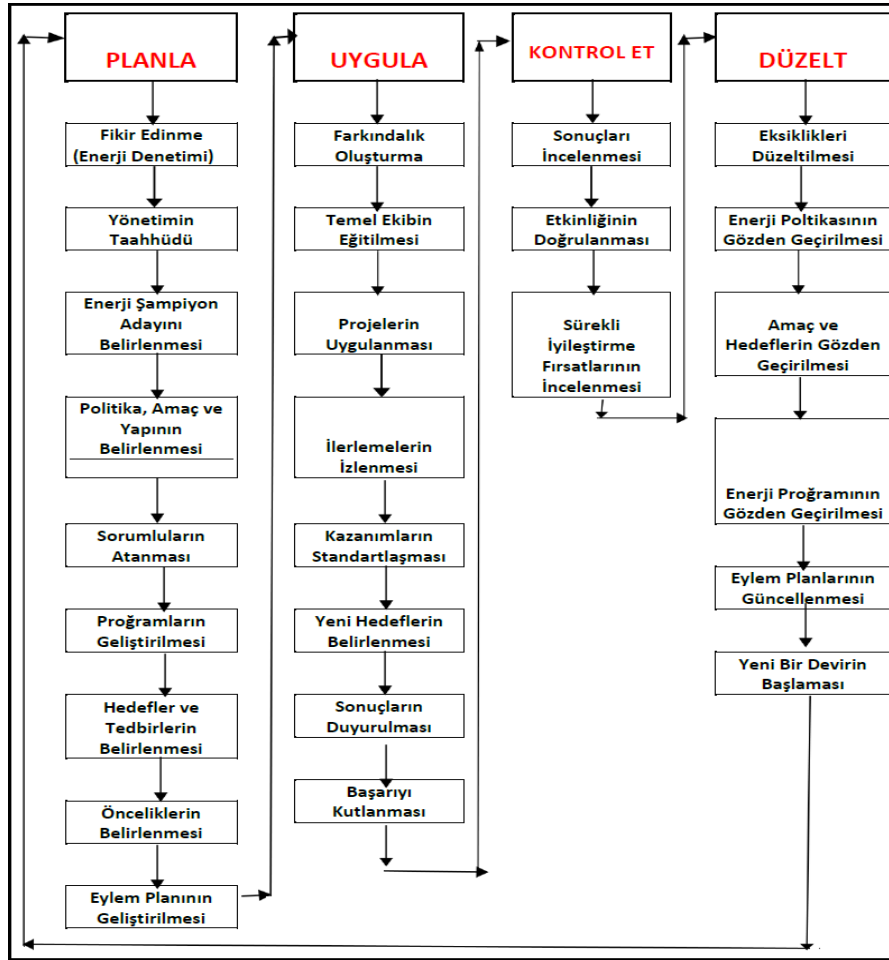 PLANLA
Fikir Edinme
(Enerji Denetimi)
Yönetimin
Taahhüdü
Enerji Şampiyon
Adayını
Belirlenmesi
Politika, Amaç ve
Yapının
Belirlenmesi
Sorumluların
Atanması
Proğramların
Geliştirilmesi
Hedefler ve
Tedbirlerin
Belirlenmesi
Önceliklerin
Belirlenmesi
Eylem Planının
Geliştirilmesi
UYGULA
Farkındalık
Oluşturma
Temel Ekibin
Eğitilmesi
Projelerin
Uygulanması
İlerlemelerin
İzlenmesi
Kazanımların
Standartlaşması
Yeni Hedeflerin
Belirlenmesi
Sonuçların
Duyurulması
Başarıyı
Kutlanması
KONTROL ET
Sonuçları
İncelenmesi
Etkinliğinin
Doğrulanması
Sürekli
İyileştirme
Fırsatlarının
İncelenmesi
DÜZELT
Eksiklikleri
Düzeltilmesi
Enerji Poltikasının
Gözden Geçirilmesi
Amaç ve
Hedeflerin Gözden
Geçirilmesi
Enerji Proğramının
Gözden Geçirilmesi
Eylem Planlarının
Güncellenmesi
Yeni Bir Devirin
Başlaması